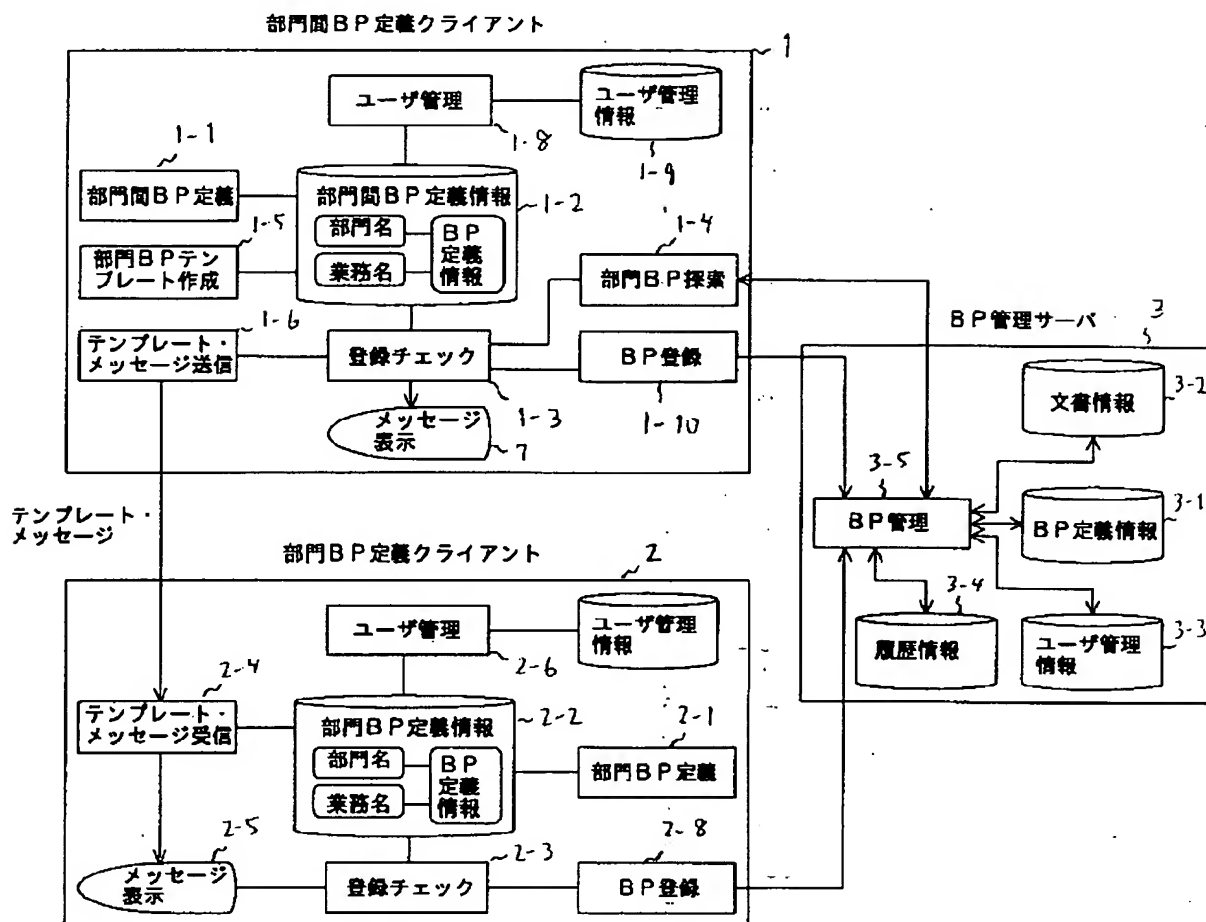 部門間BP定義クライアント
1
ユーザ管理
1-8
ユーザ管理
情報
1-9
1-1
部門間BP定義
部門間BP定義情報
1-2
部門名
業務名
BP
定義
情報
1-5
部門BPテン
プレート作成
1-4
部門BP探索
1-6
テンプレート・
メッセージ送信
登録チェック
1-3
BP登録
1-10
メッセージ
表示
7
BP管理サーバ
3
文書情報
3-2
3-5
BP管理
BP定義情報
3-1
3-4
履歴情報
ユーザ管理
情報
3-3
テンプレート・
メッセージ
部門BP定義クライアント
2
ユーザ管理
2-6
ユーザ管理
情報
2-4
テンプレート・
メッセージ受信
部門BP定義情報
2-2
部門名
業務名
BP
定義
情報
2-1
部門BP定義
2-5
メッセージ
表示
登録チェック
2-3
BP登録
2-8